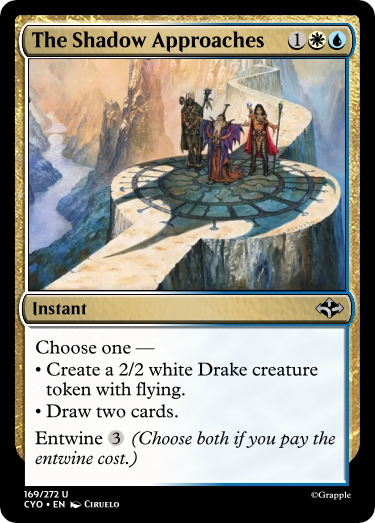 The Shadow Approaches 1
Instant
Choose one —
• Create a 2/2 white Drake creature
token with flying.
• Draw two cards.
Entwine 3 (Choose both if you pay the
entwine cost.)
169/272 U
CYO • EN Ciruelo
©Grapple